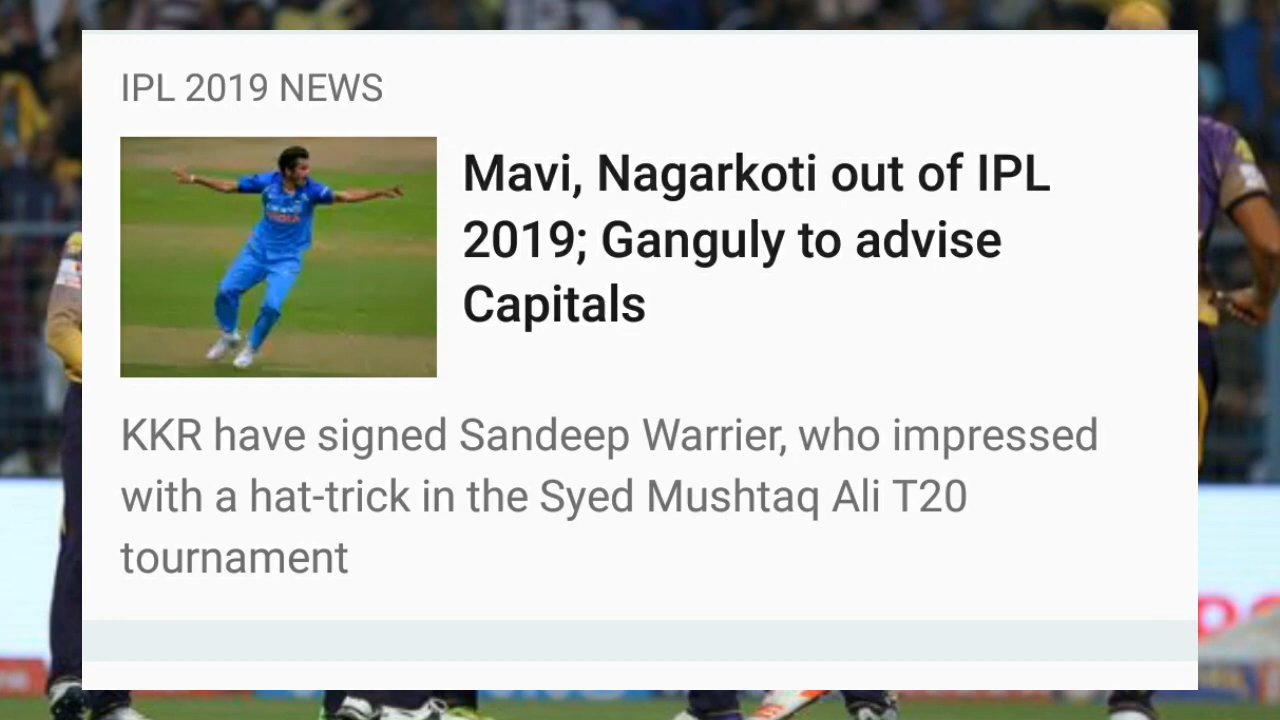 IPL 2019 NEWS
Mavi, Nagarkoti out of IPL
2019; Ganguly to advise
Capitals
INDIA
KKR have signed Sandeep Warrier, who impressed
with a hat-trick in the Syed Mushtaq Ali T20
tournament